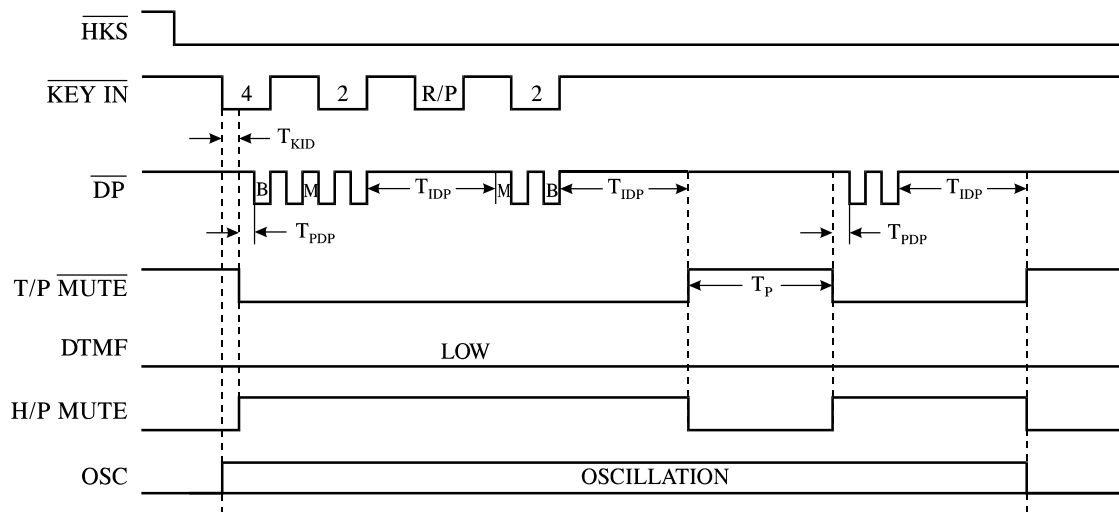 HKS
KEY IN 4 2 R/P 2
TKID
DP B M TIDP M B TIDP TIDP
TPDP TPDP
T/P MUTE TP
DTMF LOW
H/P MUTE
OSC OSCILLATION